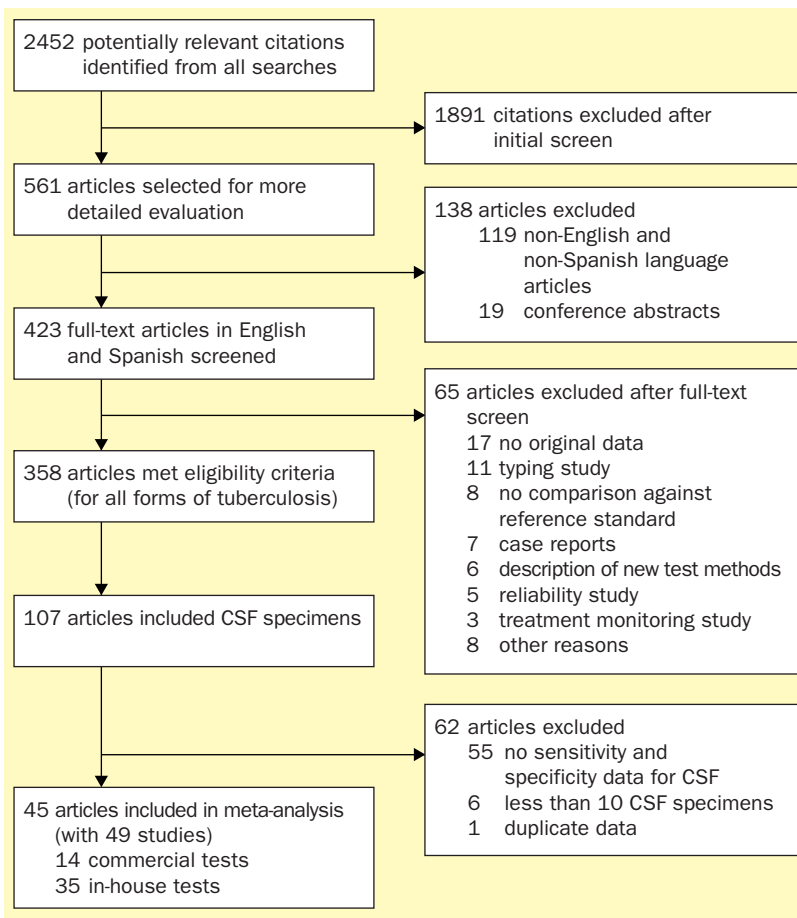 2452 potentially relevant citations
identified from all searches
1891 citations excluded after
initial screen
561 articles selected for more
detailed evaluation
138 articles excluded
119 non-English and
non-Spanish language
articles
19 conference abstracts
423 full-text articles in English
and Spanish screened
65 articles excluded after full-text
screen
17 no original data
11 typing study
8 no comparison against
reference standard
7 case reports
6 description of new test methods
5 reliability study
3 treatment monitoring study
8 other reasons
358 articles met eligibility criteria
(for all forms of tuberculosis)
107 articles included CSF specimens
62 articles excluded
55 no sensitivity and
specificity data for CSF
6 less than 10 CSF specimens
1 duplicate data
45 articles included in meta-analysis
(with 49 studies)
14 commercial tests
35 in-house tests